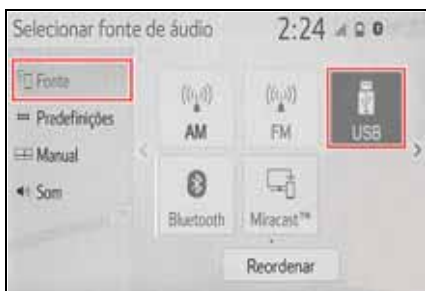 Selecionar fonte de áudio 2:24
Fonte
Predefinições
Manual
Som
AM
FM
USB
Bluetooth
Miracast™
Reordenar